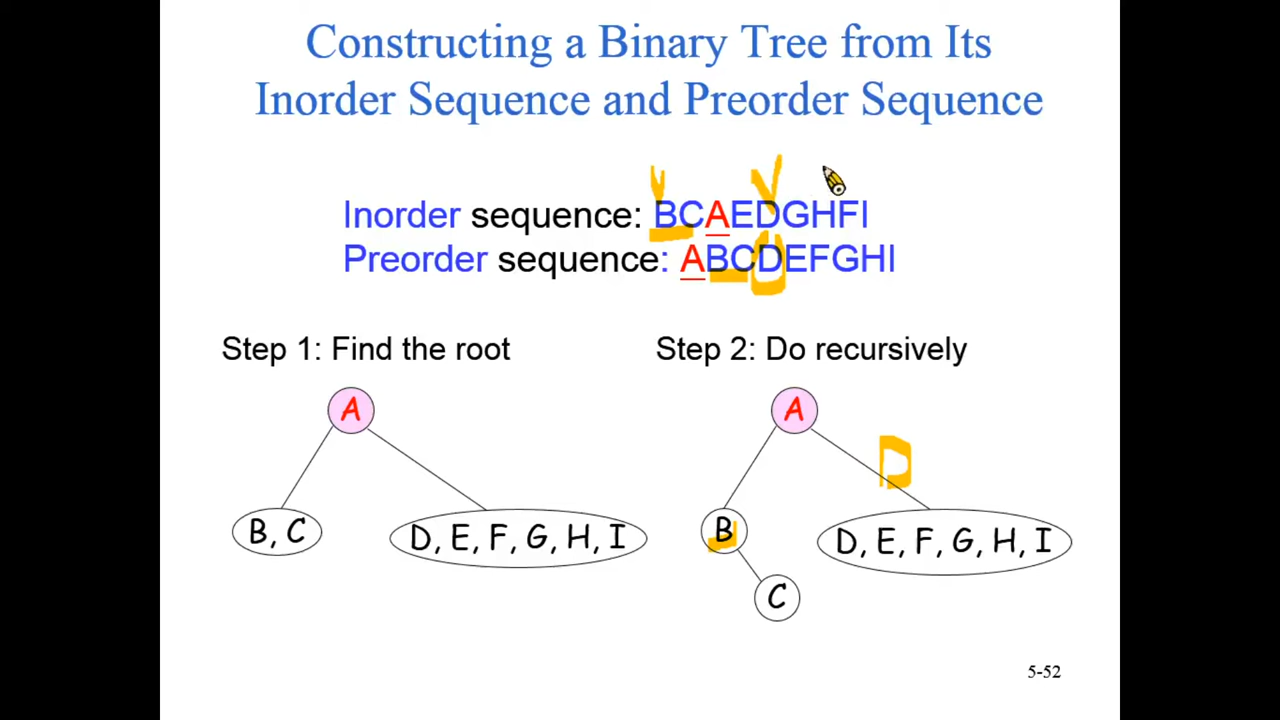 Constructing a Binary Tree from Its
Inorder Sequence and Preorder Sequence
Inorder sequence: BCAEDGHFI
Preorder sequence: ABCDEFGHI
Step 1: Find the root
Step 2: Do recursively
A
B, C
D, E, F, G, H, I
A
D
B
D, E, F, G, H, I
C
5-52